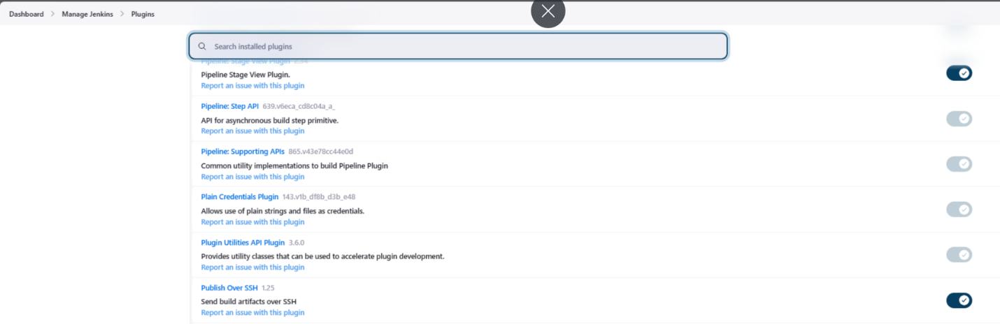 Dashboard > Manage Jenkins > Plugins
Search installed plugins
Pipeline: Stage View Plugin 2.34
Pipeline Stage View Plugin.
Report an issue with this plugin
Pipeline: Step API 639.v6eca_cd8c04a_a_
API for asynchronous build step primitive.
Report an issue with this plugin
Pipeline: Supporting APIs 865.v43e78cc44e0d
Common utility implementations to build Pipeline Plugin
Report an issue with this plugin
Plain Credentials Plugin 143.v1b_df8b_d3b_e48
Allows use of plain strings and files as credentials.
Report an issue with this plugin
Plugin Utilities API Plugin 3.6.0
Provides utility classes that can be used to accelerate plugin development.
Report an issue with this plugin
Publish Over SSH 1.25
Send build artifacts over SSH
Report an issue with this plugin